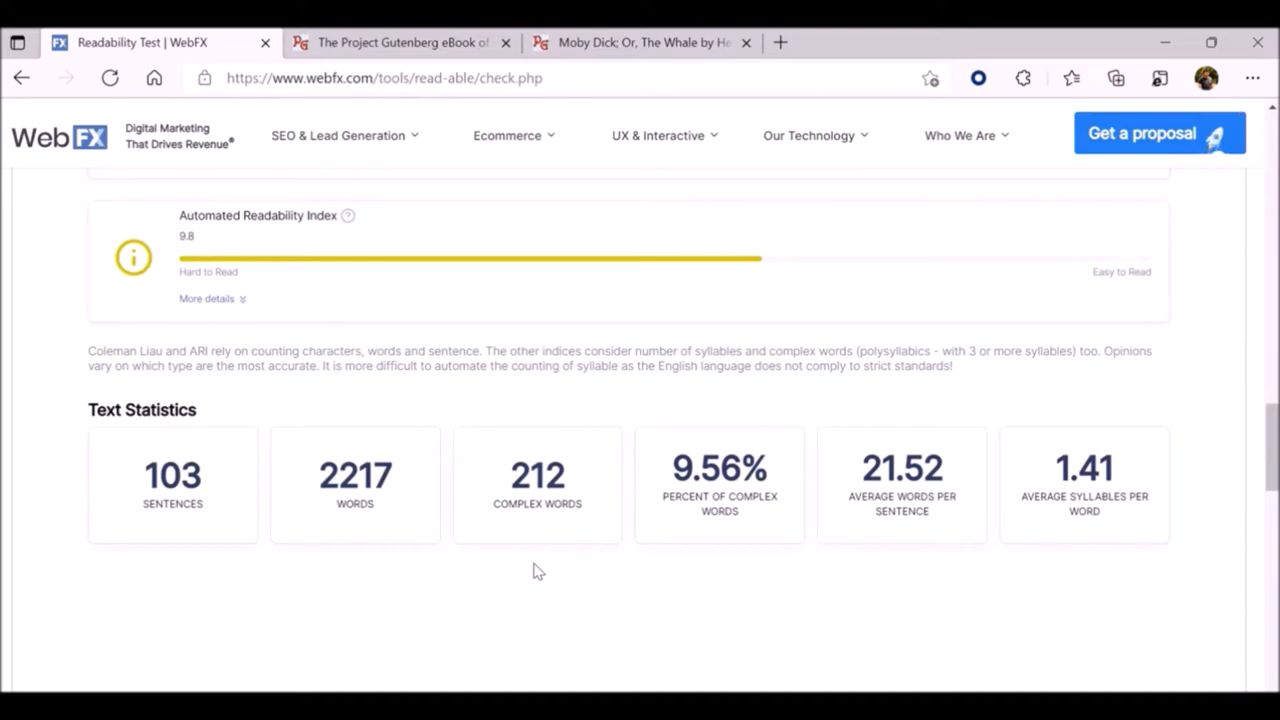 Readability Test | WebFX
The Project Gutenberg eBook of
Moby Dick; Or, The Whale by He
https://www.webfx.com/tools/read-able/check.php
WebFX
Digital Marketing
That Drives Revenue®
SEO & Lead Generation
Ecommerce
UX & Interactive
Our Technology
Who We Are
Get a proposal
Automated Readability Index ?
9.8
Hard to Read
Easy to Read
More details
Coleman Liau and ARI rely on counting characters, words and sentence. The other indices consider number of syllables and complex words (polysyllabics - with 3 or more syllables) too. Opinions
vary on which type are the most accurate. It is more difficult to automate the counting of syllable as the English language does not comply to strict standards!
Text Statistics
103
SENTENCES
2217
WORDS
212
COMPLEX WORDS
9.56%
PERCENT OF COMPLEX
WORDS
21.52
AVERAGE WORDS PER
SENTENCE
1.41
AVERAGE SYLLABLES PER
WORD